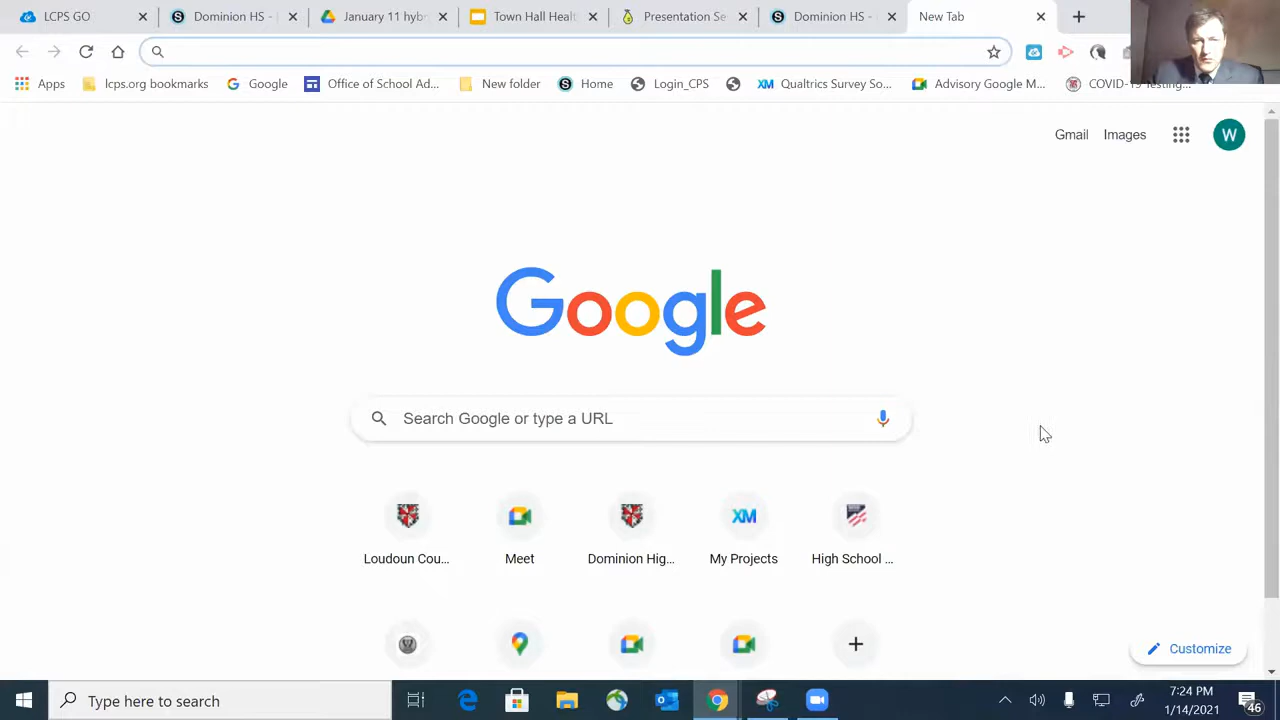 LCPS GO
Dominion HS -
January 11 hyb
Town Hall Heal
Presentation Se
Dominion HS -
New Tab
Apps
lcps.org bookmarks
Google
Office of School Ad...
New folder
Home
Login_CPS
XM
Qualtrics Survey So...
Advisory Google M...
COVID-19 Testing...
Gmail
Images
W
Google
Search Google or type a URL
XM
Loudoun Cou...
Meet
Dominion Hig...
My Projects
High School ...
Customize
Type here to search
7:24 PM
1/14/2021
46